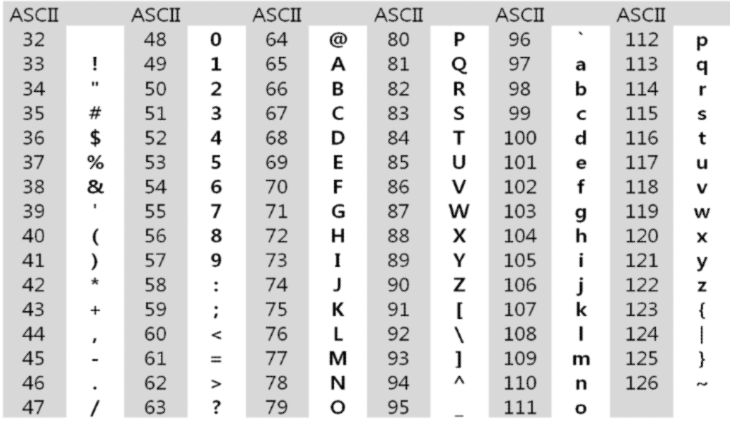 ASCII ASCII ASCII ASCII ASCII ASCII
32 48 0 64 @ 80 P 96 ` 112 p
33 ! 49 1 65 A 81 Q 97 a 113 q
34 " 50 2 66 B 82 R 98 b 114 r
35 # 51 3 67 C 83 S 99 c 115 s
36 $ 52 4 68 D 84 T 100 d 116 t
37 % 53 5 69 E 85 U 101 e 117 u
38 & 54 6 70 F 86 V 102 f 118 v
39 ' 55 7 71 G 87 W 103 g 119 w
40 ( 56 8 72 H 88 X 104 h 120 x
41 ) 57 9 73 I 89 Y 105 i 121 y
42 * 58 : 74 J 90 Z 106 j 122 z
43 + 59 ; 75 K 91 [ 107 k 123 {
44 , 60 < 76 L 92 \ 108 l 124 |
45 - 61 = 77 M 93 ] 109 m 125 }
46 . 62 > 78 N 94 ^ 110 n 126 ~
47 / 63 ? 79 O 95 _ 111 o